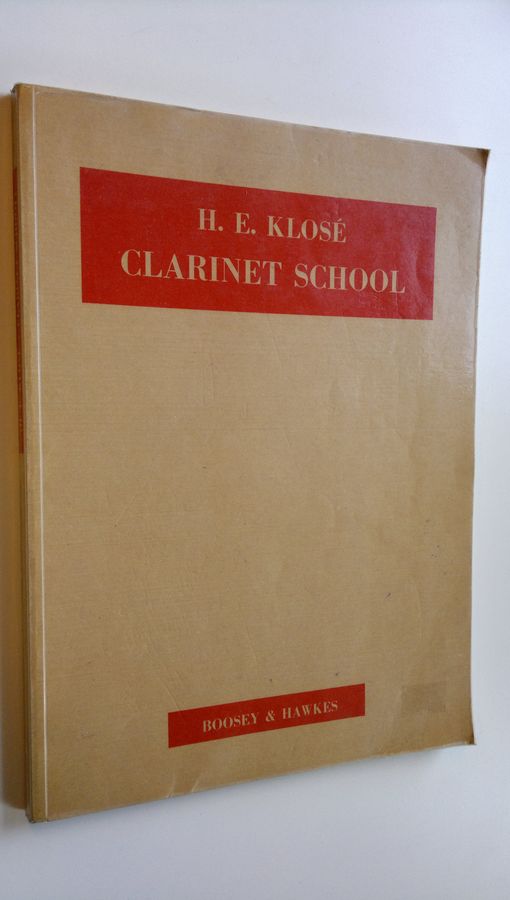 H. E. KLOSÉ
CLARINET SCHOOL
BOOSEY & HAWKES